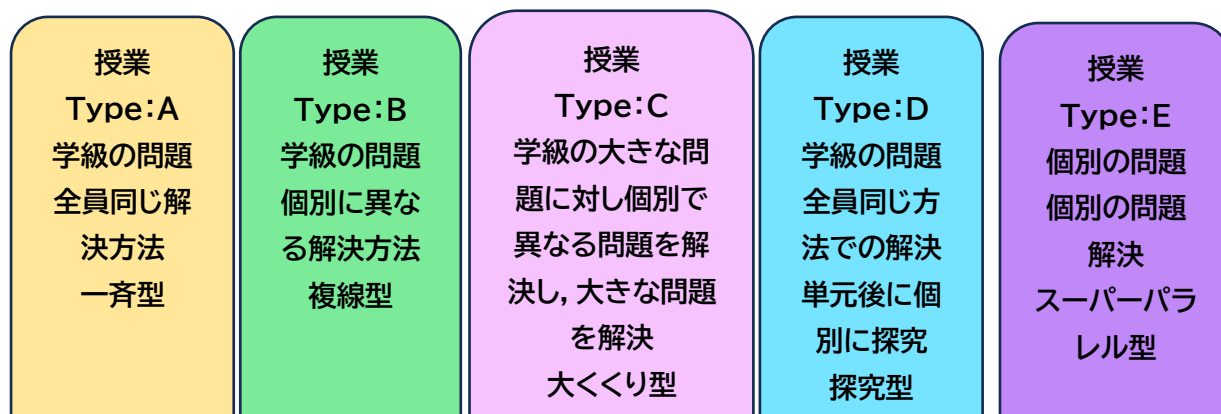 授業
Type:A
学級の問題
全員同じ解
決方法
一斉型
授業
Type:B
学級の問題
個別に異な
る解決方法
複線型
授業
Type:C
学級の大きな問
題に対し個別で
異なる問題を解
決し，大きな問題
を解決
大くくり型
授業
Type:D
学級の問題
全員同じ方
法での解決
単元後に個
別に探究
探究型
授業
Type:E
個別の問題
個別の問題
解決
スーパーパラ
レル型